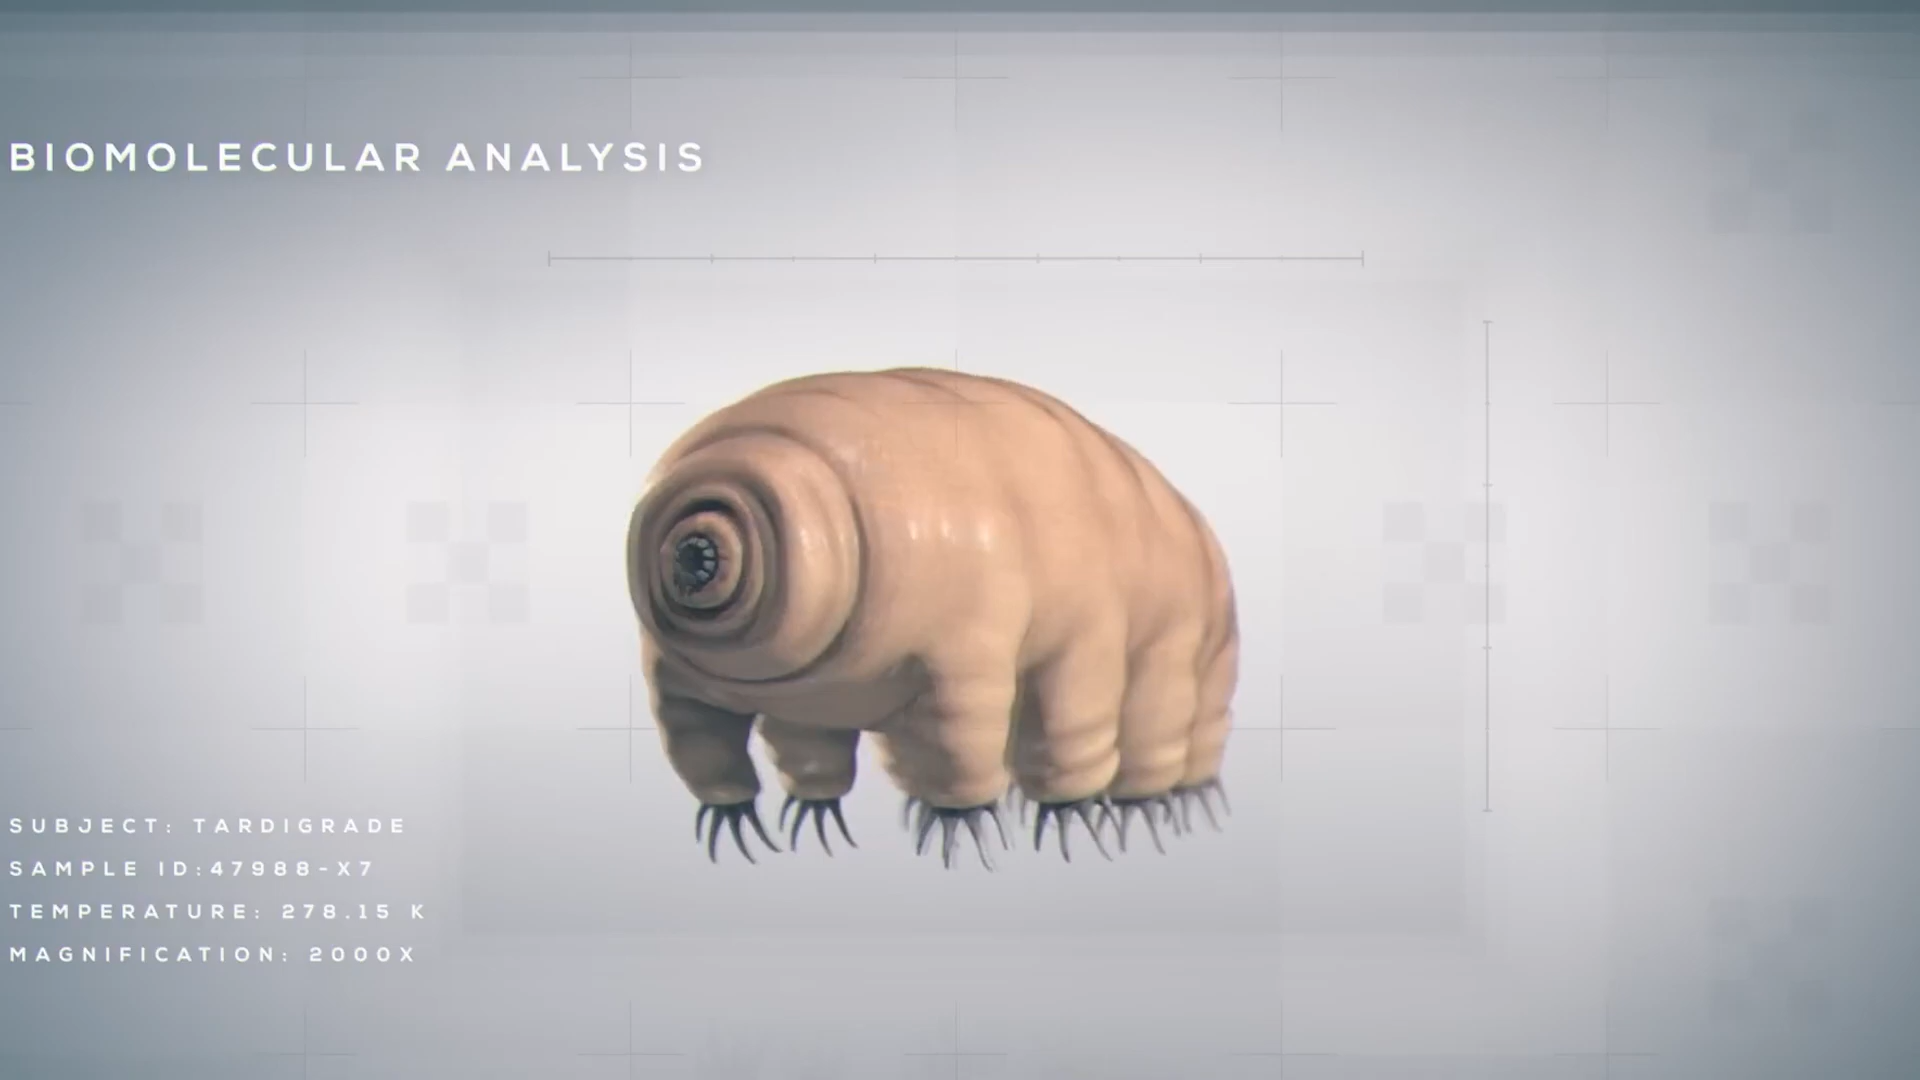 BIOMOLECULAR ANALYSIS
SUBJECT: TARDIGRADE
SAMPLE ID:47988-X7
TEMPERATURE: 278.15 K
MAGNIFICATION: 2000X